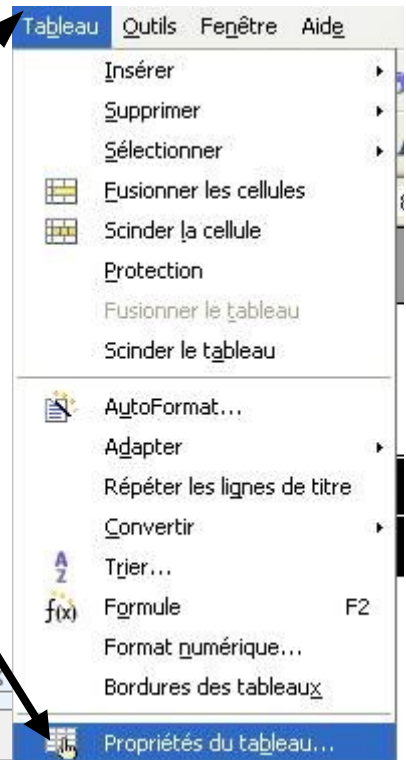 Tableau Outils Fenêtre Aide
Insérer
Supprimer
Sélectionner
Fusionner les cellules
Scinder la cellule
Protection
Fusionner le tableau
Scinder le tableau
AutoFormat...
Adapter
Répéter les lignes de titre
Convertir
A
Z
Trier...
f(x) Formule F2
Format numérique...
Bordures des tableaux
Propriétés du tableau...